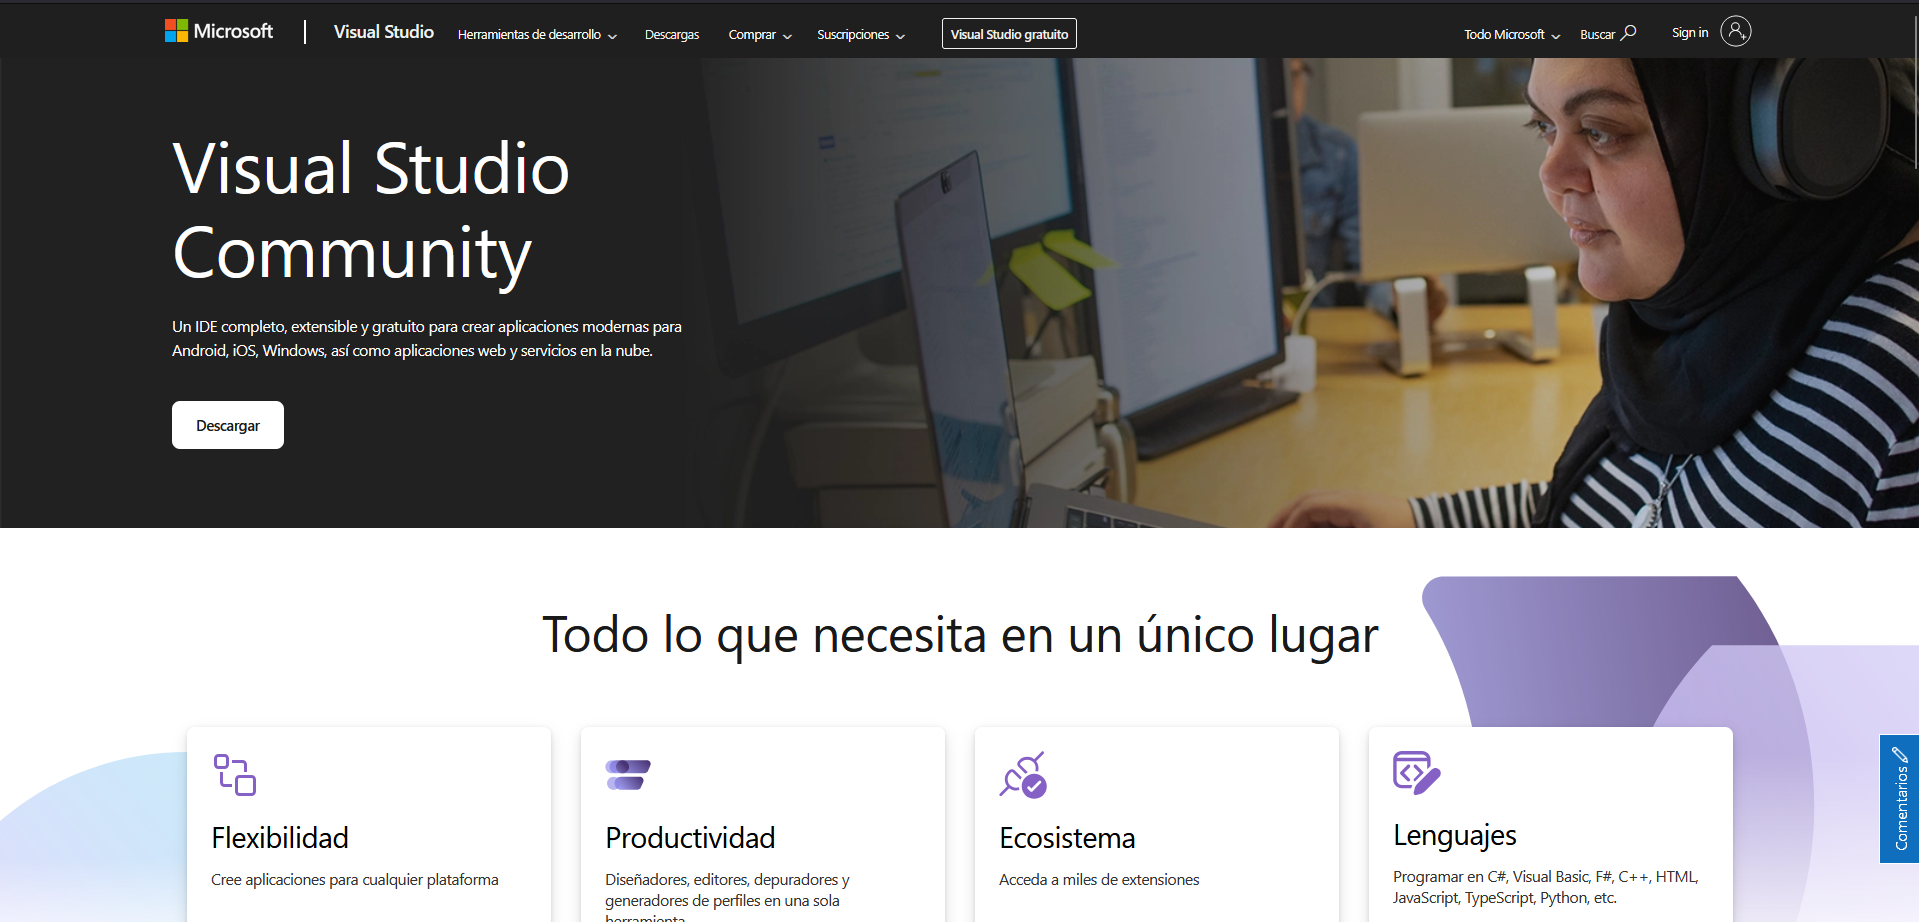 Microsoft
Visual Studio
Herramientas de desarrollo
Descargas
Comprar
Suscripciones
Visual Studio gratuito
Todo Microsoft
Buscar
Sign in
Visual Studio
Community
Un IDE completo, extensible y gratuito para crear aplicaciones modernas para
Android, iOS, Windows, así como aplicaciones web y servicios en la nube.
Descargar
Todo lo que necesita en un único lugar
Flexibilidad
Cree aplicaciones para cualquier plataforma
Productividad
Diseñadores, editores, depuradores y
generadores de perfiles en una sola
herramienta
Ecosistema
Acceda a miles de extensiones
Lenguajes
Programar en C#, Visual Basic, F#, C++, HTML,
JavaScript, TypeScript, Python, etc.
Comentarios